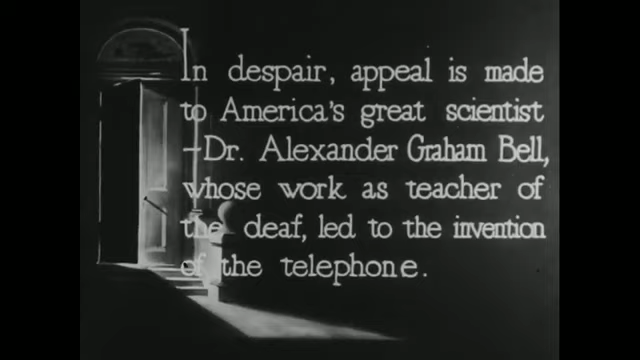 In despair, appeal is made
to America's great scientist
—Dr. Alexander Graham Bell,
whose work as teacher of
the deaf, led to the invention
of the telephone.